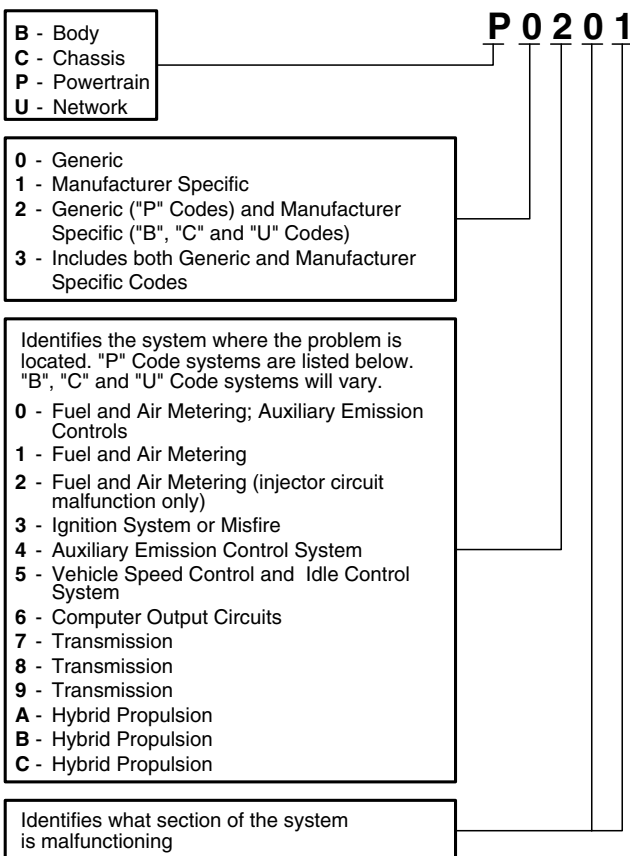 P 0 2 0 1
B - Body
C - Chassis
P - Powertrain
U - Network
0 - Generic
1 - Manufacturer Specific
2 - Generic ("P" Codes) and Manufacturer
Specific ("B", "C" and "U" Codes)
3 - Includes both Generic and Manufacturer
Specific Codes
Identifies the system where the problem is
located. "P" Code systems are listed below.
"B", "C" and "U" Code systems will vary.
0 - Fuel and Air Metering; Auxiliary Emission
Controls
1 - Fuel and Air Metering
2 - Fuel and Air Metering (injector circuit
malfunction only)
3 - Ignition System or Misfire
4 - Auxiliary Emission Control System
5 - Vehicle Speed Control and Idle Control
System
6 - Computer Output Circuits
7 - Transmission
8 - Transmission
9 - Transmission
A - Hybrid Propulsion
B - Hybrid Propulsion
C - Hybrid Propulsion
Identifies what section of the system
is malfunctioning